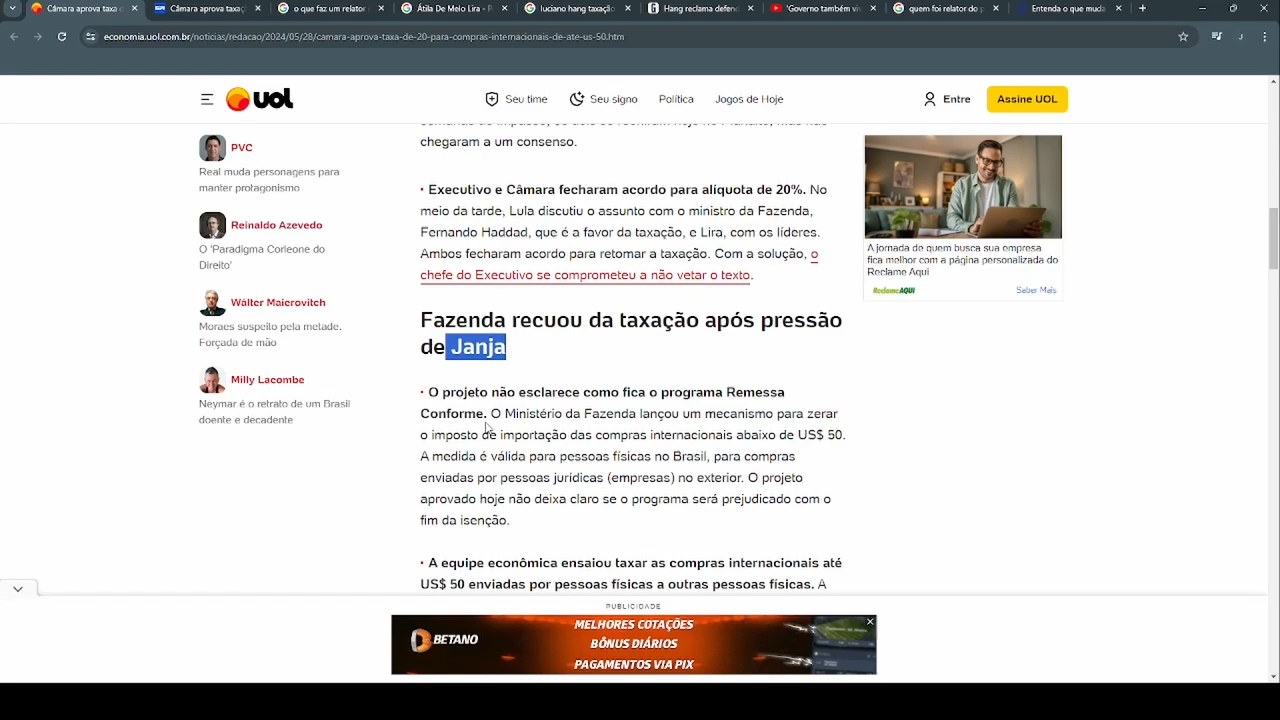 Câmara aprova taxa d
Câmara aprova taxaç
o que faz um relator
Átila De Melo Lira - P
luciano hang taxação
Hang reclama defend
'Governo também vi
quem foi relator do p
Entenda o que muda
economia.uol.com.br/noticias/redacao/2024/05/28/camara-aprova-taxa-de-20-para-compras-internacionais-de-ate-us-50.htm
J
uol
Seu time
Seu signo
Política
Jogos de Hoje
Entre
Assine UOL
PVC
Real muda personagens para
manter protagonismo
Reinaldo Azevedo
O 'Paradigma Corleone do
Direito'
Wálter Maierovitch
Moraes suspeito pela metade.
Forçada de mão
Milly Lacombe
Neymar é o retrato de um Brasil
doente e decadente
chegaram a um consenso.
· Executivo e Câmara fecharam acordo para alíquota de 20%. No
meio da tarde, Lula discutiu o assunto com o ministro da Fazenda,
Fernando Haddad, que é a favor da taxação, e Lira, com os líderes.
Ambos fecharam acordo para retomar a taxação. Com a solução, o
chefe do Executivo se comprometeu a não vetar o texto.
Fazenda recuou da taxação após pressão
de Janja
· O projeto não esclarece como fica o programa Remessa
Conforme. O Ministério da Fazenda lançou um mecanismo para zerar
o imposto de importação das compras internacionais abaixo de US$ 50.
A medida é válida para pessoas físicas no Brasil, para compras
enviadas por pessoas jurídicas (empresas) no exterior. O projeto
aprovado hoje não deixa claro se o programa será prejudicado com o
fim da isenção.
· A equipe econômica ensaiou taxar as compras internacionais até
US$ 50 enviadas por pessoas físicas a outras pessoas físicas. A
A jornada de quem busca sua empresa
fica melhor com a página personalizada do
Reclame Aqui
ReclameAQUI
Saber Mais
PUBLICIDADE
BETANO
MELHORES COTAÇÕES
BÔNUS DIÁRIOS
PAGAMENTOS VIA PIX